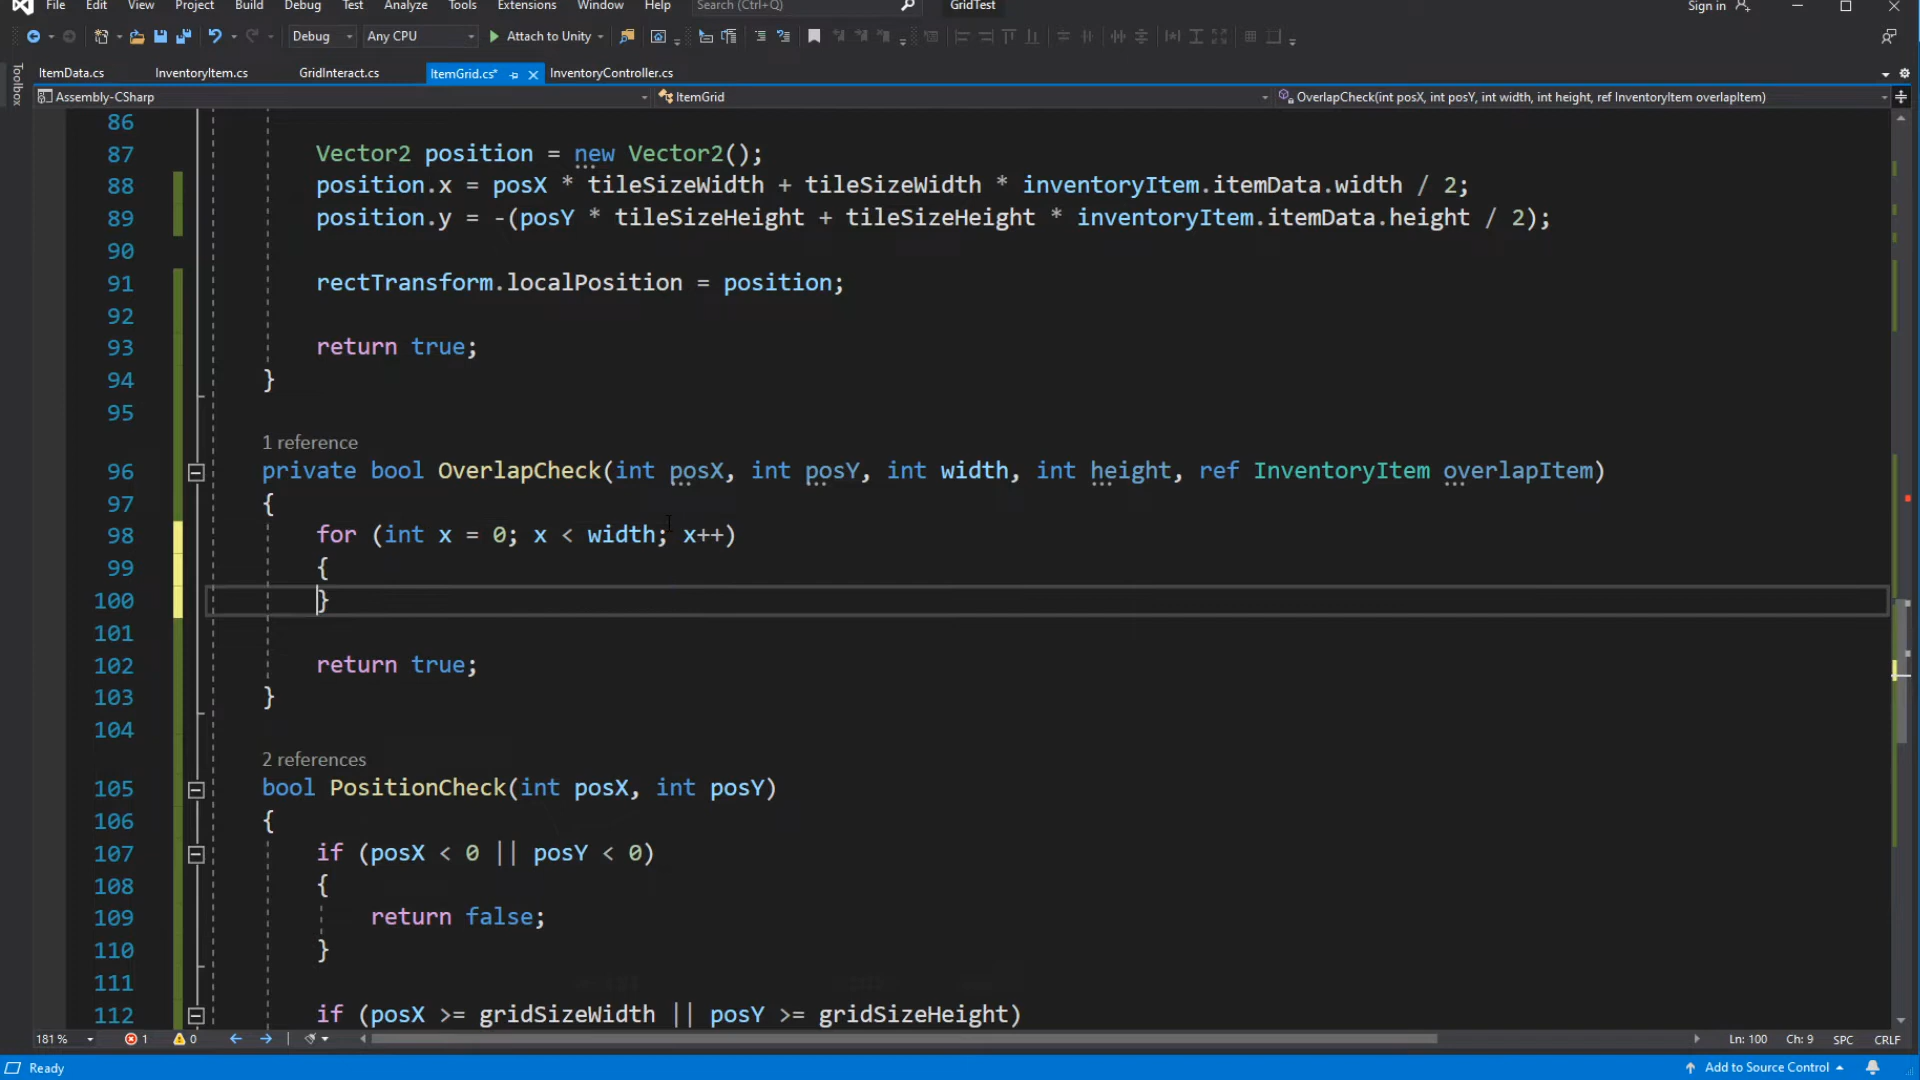 File Edit View Project Build Debug Test Analyze Tools Extensions Window Help Search (Ctrl+Q) GridTest Sign in
Debug Any CPU Attach to Unity
Toolbox
ItemData.cs InventoryItem.cs GridInteract.cs ItemGrid.cs* InventoryController.cs
Assembly-CSharp ItemGrid OverlapCheck(int posX, int posY, int width, int height, ref InventoryItem overlapItem)
86
87 Vector2 position = new Vector2();
88 position.x = posX * tileSizeWidth + tileSizeWidth * inventoryItem.itemData.width / 2;
89 position.y = -(posY * tileSizeHeight + tileSizeHeight * inventoryItem.itemData.height / 2);
90
91 rectTransform.localPosition = position;
92
93 return true;
94 }
95
1 reference
96 private bool OverlapCheck(int posX, int posY, int width, int height, ref InventoryItem overlapItem)
97 {
98 for (int x = 0; x < width; x++)
99 {
100 }
101
102 return true;
103 }
104
2 references
105 bool PositionCheck(int posX, int posY)
106 {
107 if (posX < 0 || posY < 0)
108 {
109 return false;
110 }
111
112 if (posX >= gridSizeWidth || posY >= gridSizeHeight)
181 % 1 0 Ln: 100 Ch: 9 SPC CRLF
Ready Add to Source Control